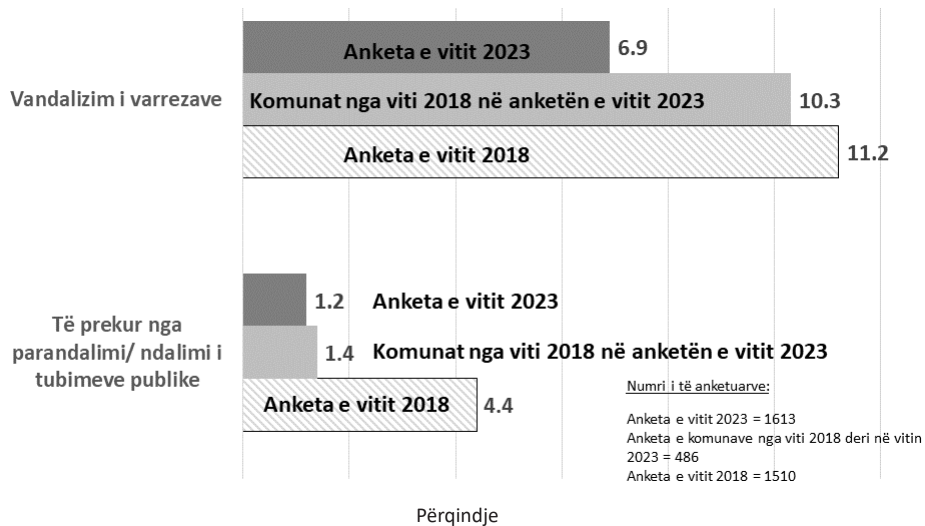 Anketa e vitit 2023
6.9
Vandalizim i varrezave
Komunat nga viti 2018 në anketën e vitit 2023
10.3
Anketa e vitit 2018
11.2
Të prekur nga
parandalimi/ ndalimi i
tubimeve publike
1.2
Anketa e vitit 2023
1.4
Komunat nga viti 2018 në anketën e vitit 2023
Anketa e vitit 2018
4.4
Numri i të anketuarve:
Anketa e vitit 2023 = 1613
Anketa e komunave nga viti 2018 deri në vitin
2023 = 486
Anketa e vitit 2018 = 1510
Përqindje